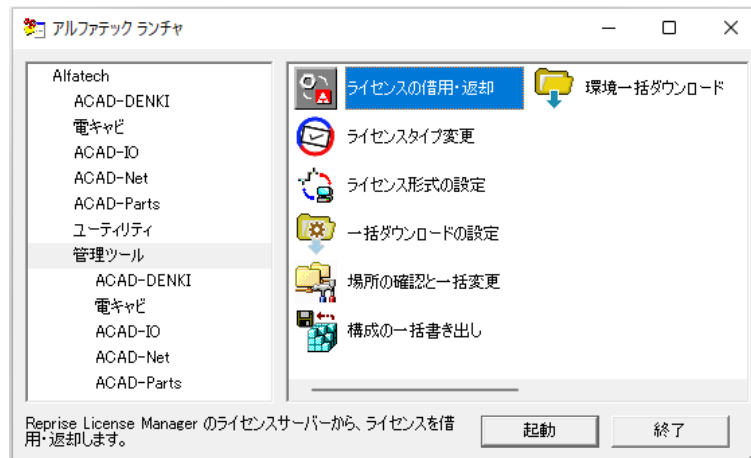 アルファテック ランチャ
Alfatech
ACAD-DENKI
電キャビ
ACAD-IO
ACAD-Net
ACAD-Parts
ユーティリティ
管理ツール
ACAD-DENKI
電キャビ
ACAD-IO
ACAD-Net
ACAD-Parts
ライセンスの借用・返却
環境一括ダウンロード
ライセンスタイプ変更
ライセンス形式の設定
一括ダウンロードの設定
場所の確認と一括変更
構成の一括書き出し
Reprise License Manager のライセンスサーバーから、ライセンスを借
用・返却します。
起動
終了